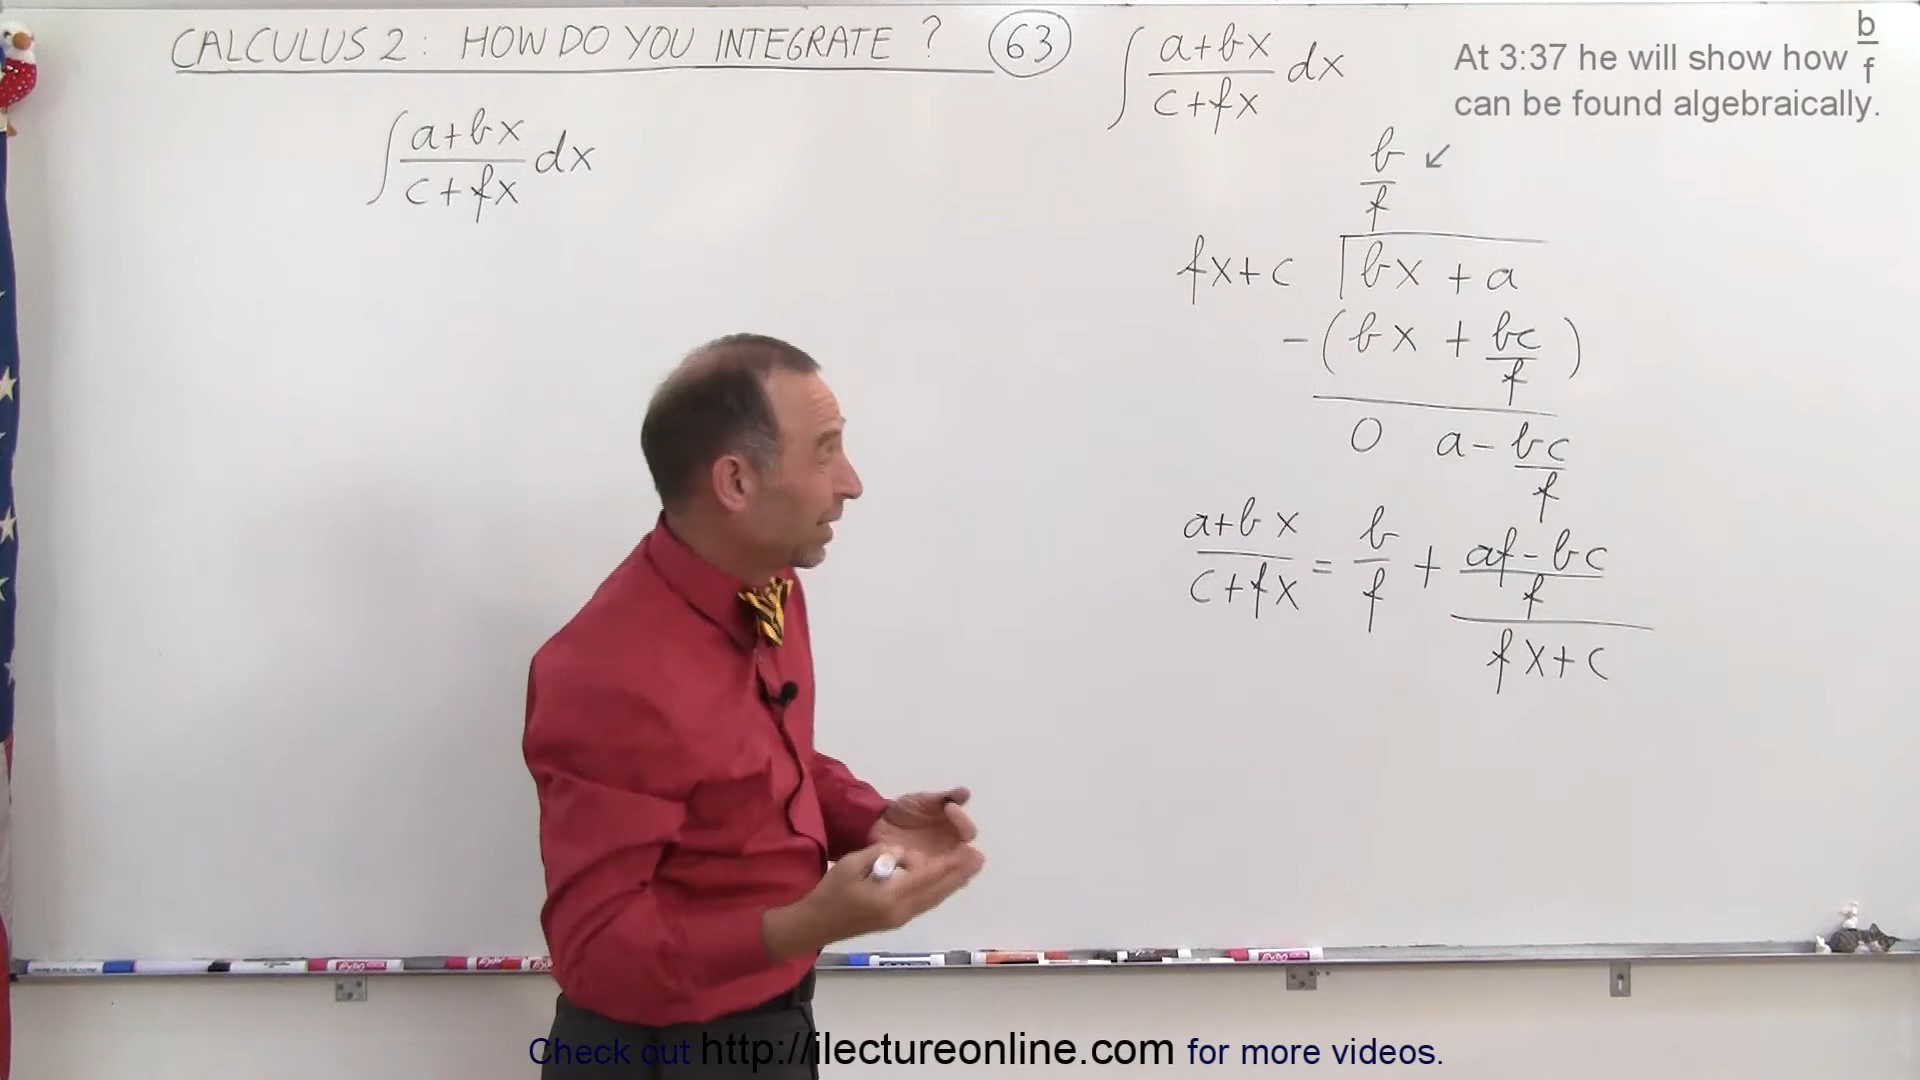 CALCULUS 2 : HOW DO YOU INTEGRATE ? 63
∫ a+bx / c+fx dx
∫ a+bx / c+fx dx
At 3:37 he will show how b/f
can be found algebraically.
b/f ↙
fx+c ⟌ bx + a
-( bx + bc/f )
0 a - bc/f
a+bx / c+fx = b/f + (af-bc / f) / fx+c
Check out http://ilectureonline.com for more videos.